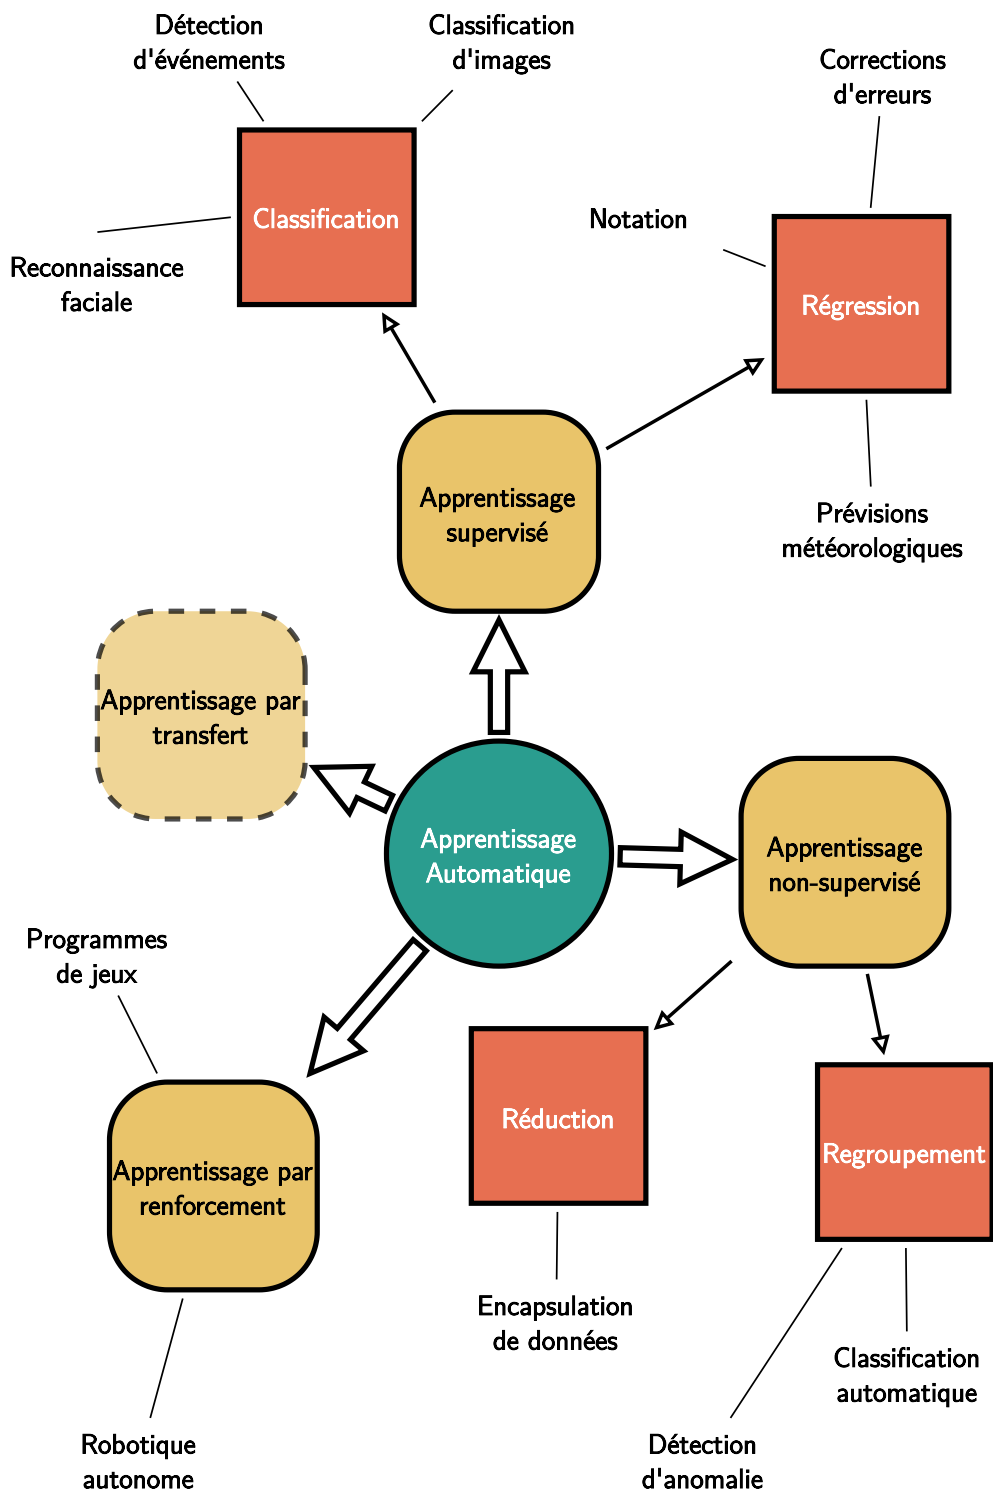 Détection
d'événements
Classification
d'images
Corrections
d'erreurs
Classification
Notation
Reconnaissance
faciale
Régression
Apprentissage
supervisé
Prévisions
météorologiques
Apprentissage par
transfert
Apprentissage
Automatique
Apprentissage
non-supervisé
Programmes
de jeux
Réduction
Regroupement
Apprentissage par
renforcement
Encapsulation
de données
Classification
automatique
Robotique
autonome
Détection
d'anomalie